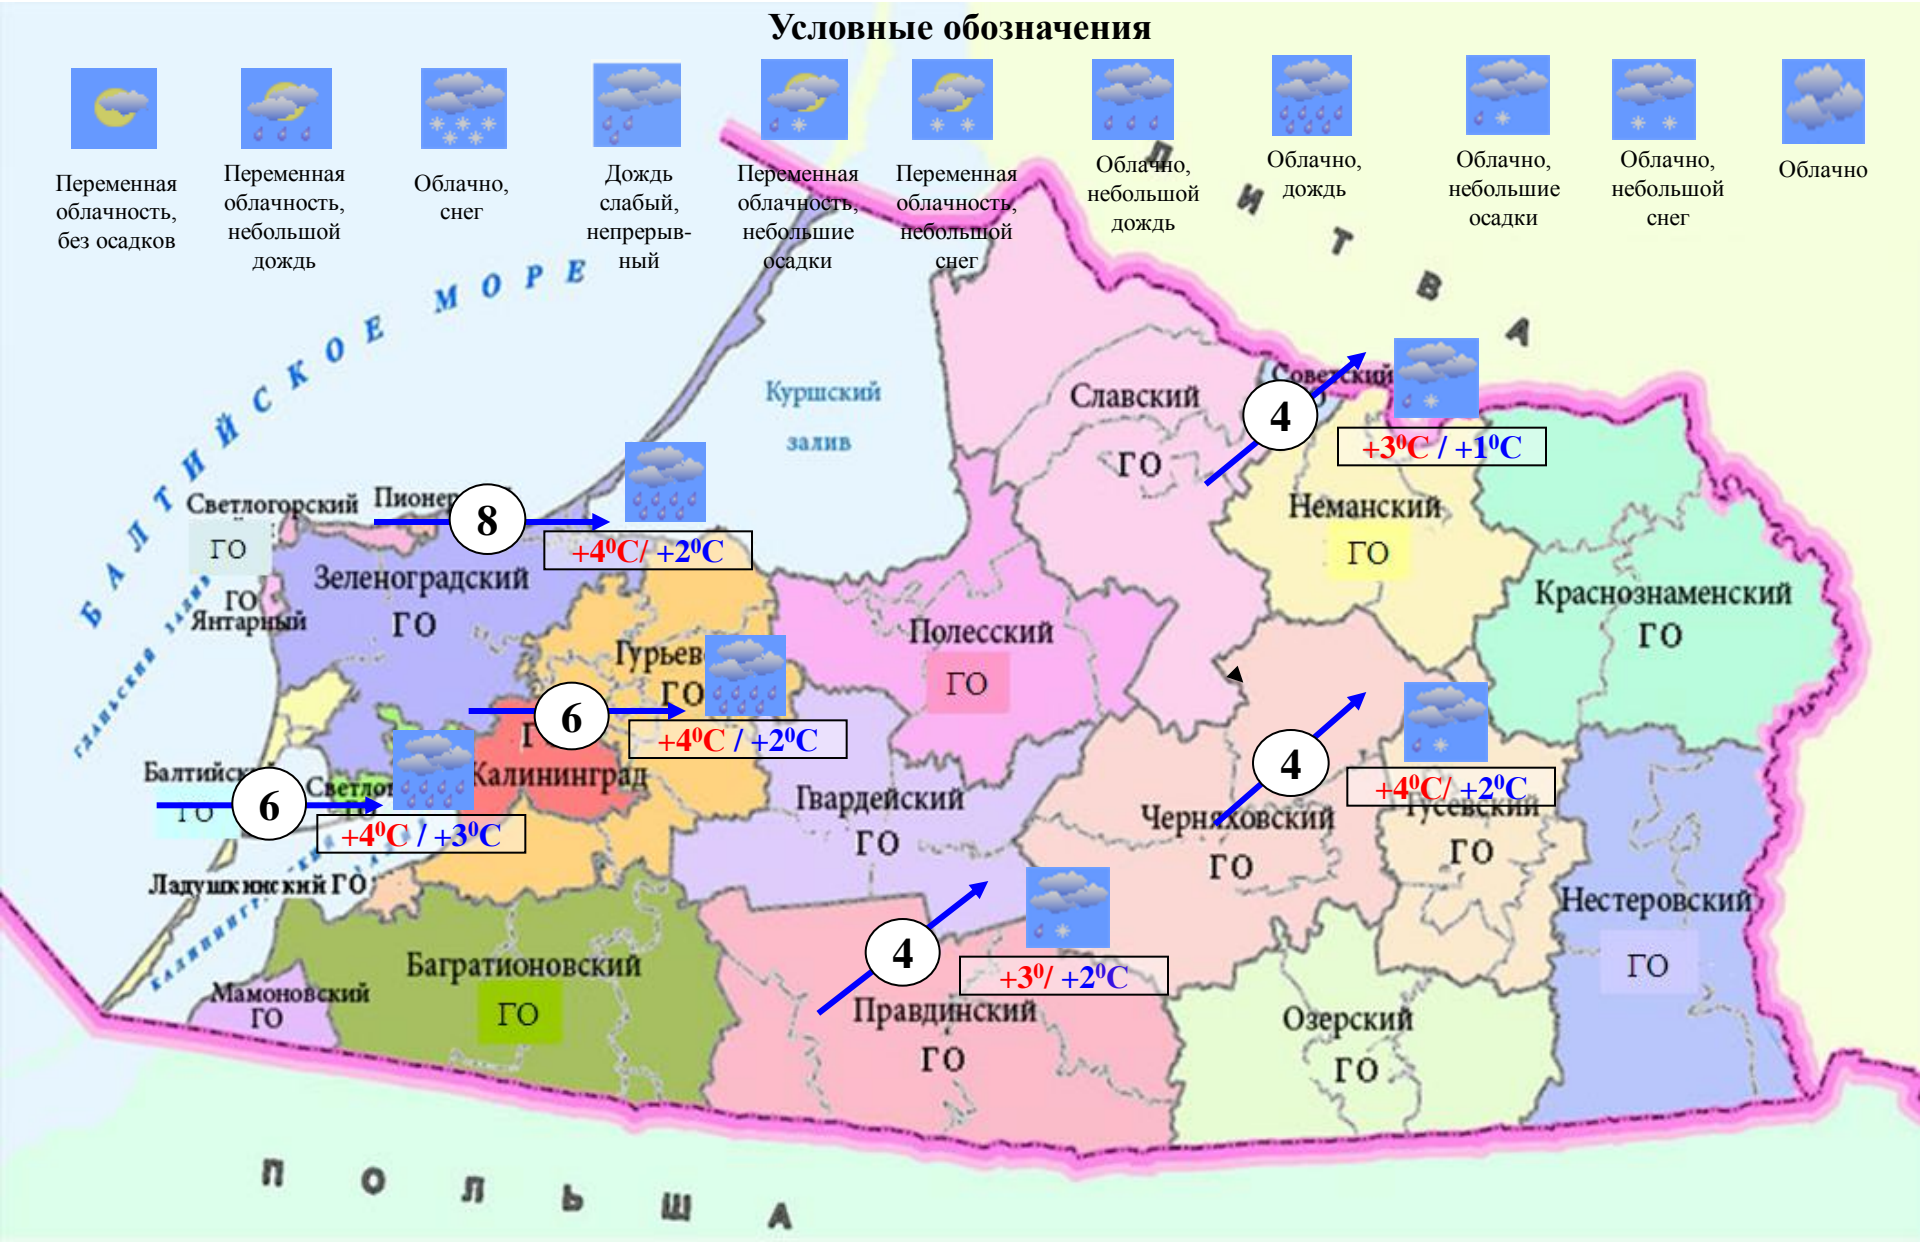 Условные обозначения
Переменная
облачность,
без осадков
Переменная
облачность,
небольшой
дождь
Облачно,
снег
Дождь
слабый,
непрерыв-
ный
Переменная
облачность,
небольшие
осадки
Переменная
облачность,
небольшой
снег
Облачно,
небольшой
дождь
Облачно,
дождь
Облачно,
небольшие
осадки
Облачно,
небольшой
снег
Облачно
ЛИТВА
БАЛТИЙСКОЕ МОРЕ
Куршский
залив
Славский
ГО
Советский
4
+3⁰С / +1⁰С
Неманский
ГО
Светлогорский
ГО
8
+4⁰С/ +2⁰С
Зеленоградский
ГО
ГО
Янтарный
ГДАНЬСКИЙ ЗАЛИВ
Краснознаменский
ГО
Полесский
ГО
ГО
6
+4⁰С / +2⁰С
Калининград
ГО
6
+4⁰С / +3⁰С
Гвардейский
ГО
4
+4⁰С/ +2⁰С
Черняховский
ГО
Гусевский
ГО
Ладушкинский ГО
Нестеровский
ГО
4
+3⁰/ +2⁰С
Багратионовский
ГО
Мамоновский
ГО
Правдинский
ГО
Озерский
ГО
ПОЛЬША